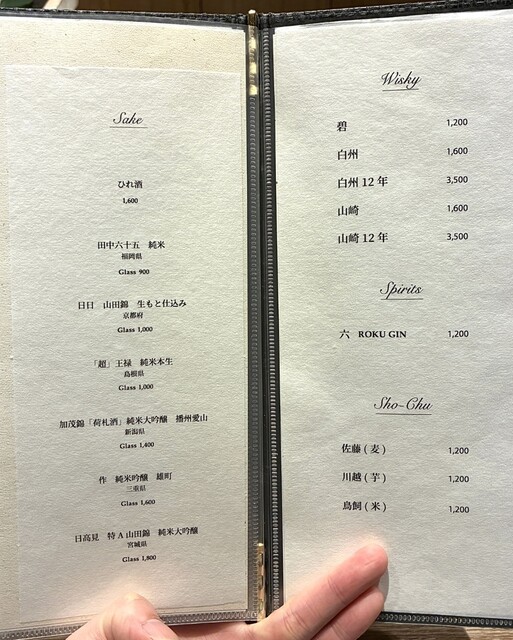 Sake
ひれ酒
1,600
田中六十五 純米
福岡県
Glass 900
日日 山田錦 生もと仕込み
京都府
Glass 1,000
「超」王禄 純米本生
島根県
Glass 1,000
加茂錦「荷札酒」純米大吟醸 播州愛山
新潟県
Glass 1,400
作 純米吟醸 雄町
三重県
Glass 1,600
日高見 特A山田錦 純米大吟醸
宮城県
Glass 1,800
Wisky
碧 1,200
白州 1,600
白州 12 年 3,500
山崎 1,600
山崎 12 年 3,500
Spirits
六 ROKU GIN 1,200
Sho-Chu
佐藤 ( 麦 ) 1,200
川越 ( 芋 ) 1,200
鳥飼 ( 米 ) 1,200